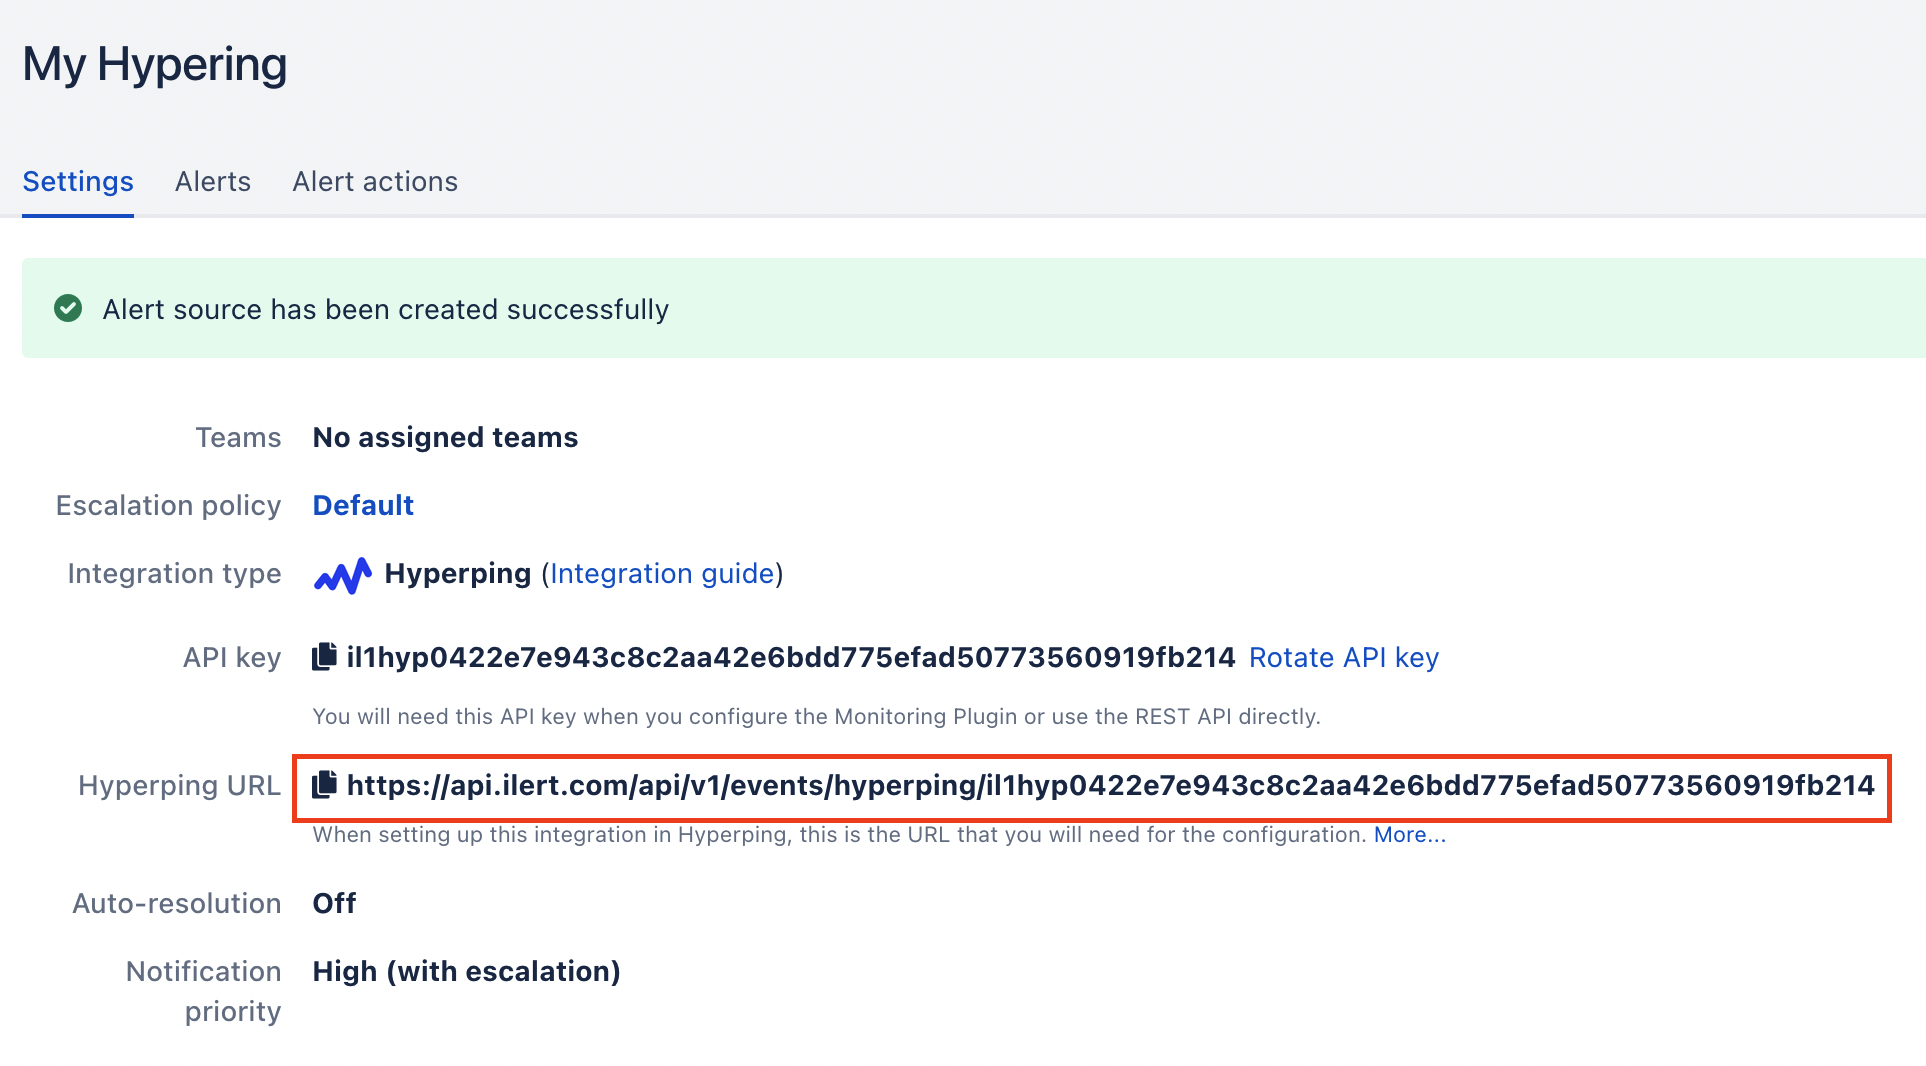 My Hypering
Settings Alerts Alert actions
Alert source has been created successfully
Teams No assigned teams
Escalation policy Default
Integration type Hyperping (Integration guide)
API key il1hyp0422e7e943c8c2aa42e6bdd775efad50773560919fb214 Rotate API key
You will need this API key when you configure the Monitoring Plugin or use the REST API directly.
Hyperping URL https://api.ilert.com/api/v1/events/hyperping/il1hyp0422e7e943c8c2aa42e6bdd775efad50773560919fb214
When setting up this integration in Hyperping, this is the URL that you will need for the configuration. More...
Auto-resolution Off
Notification High (with escalation)
priority